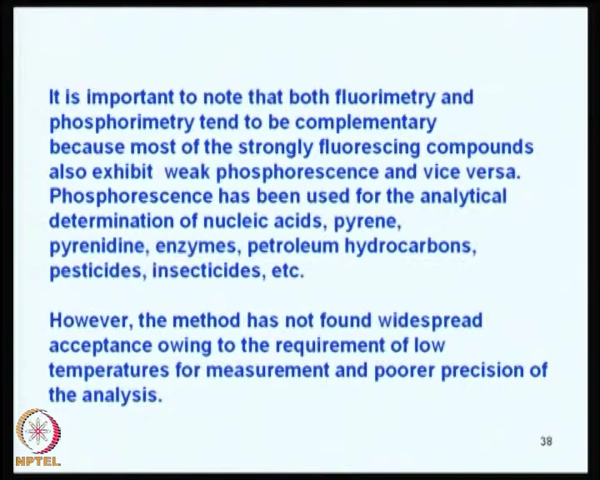 It is important to note that both fluorimetry and
phosphorimetry tend to be complementary
because most of the strongly fluorescing compounds
also exhibit weak phosphorescence and vice versa.
Phosphorescence has been used for the analytical
determination of nucleic acids, pyrene,
pyrenidine, enzymes, petroleum hydrocarbons,
pesticides, insecticides, etc.
However, the method has not found widespread
acceptance owing to the requirement of low
temperatures for measurement and poorer precision of
the analysis.
NPTEL
38